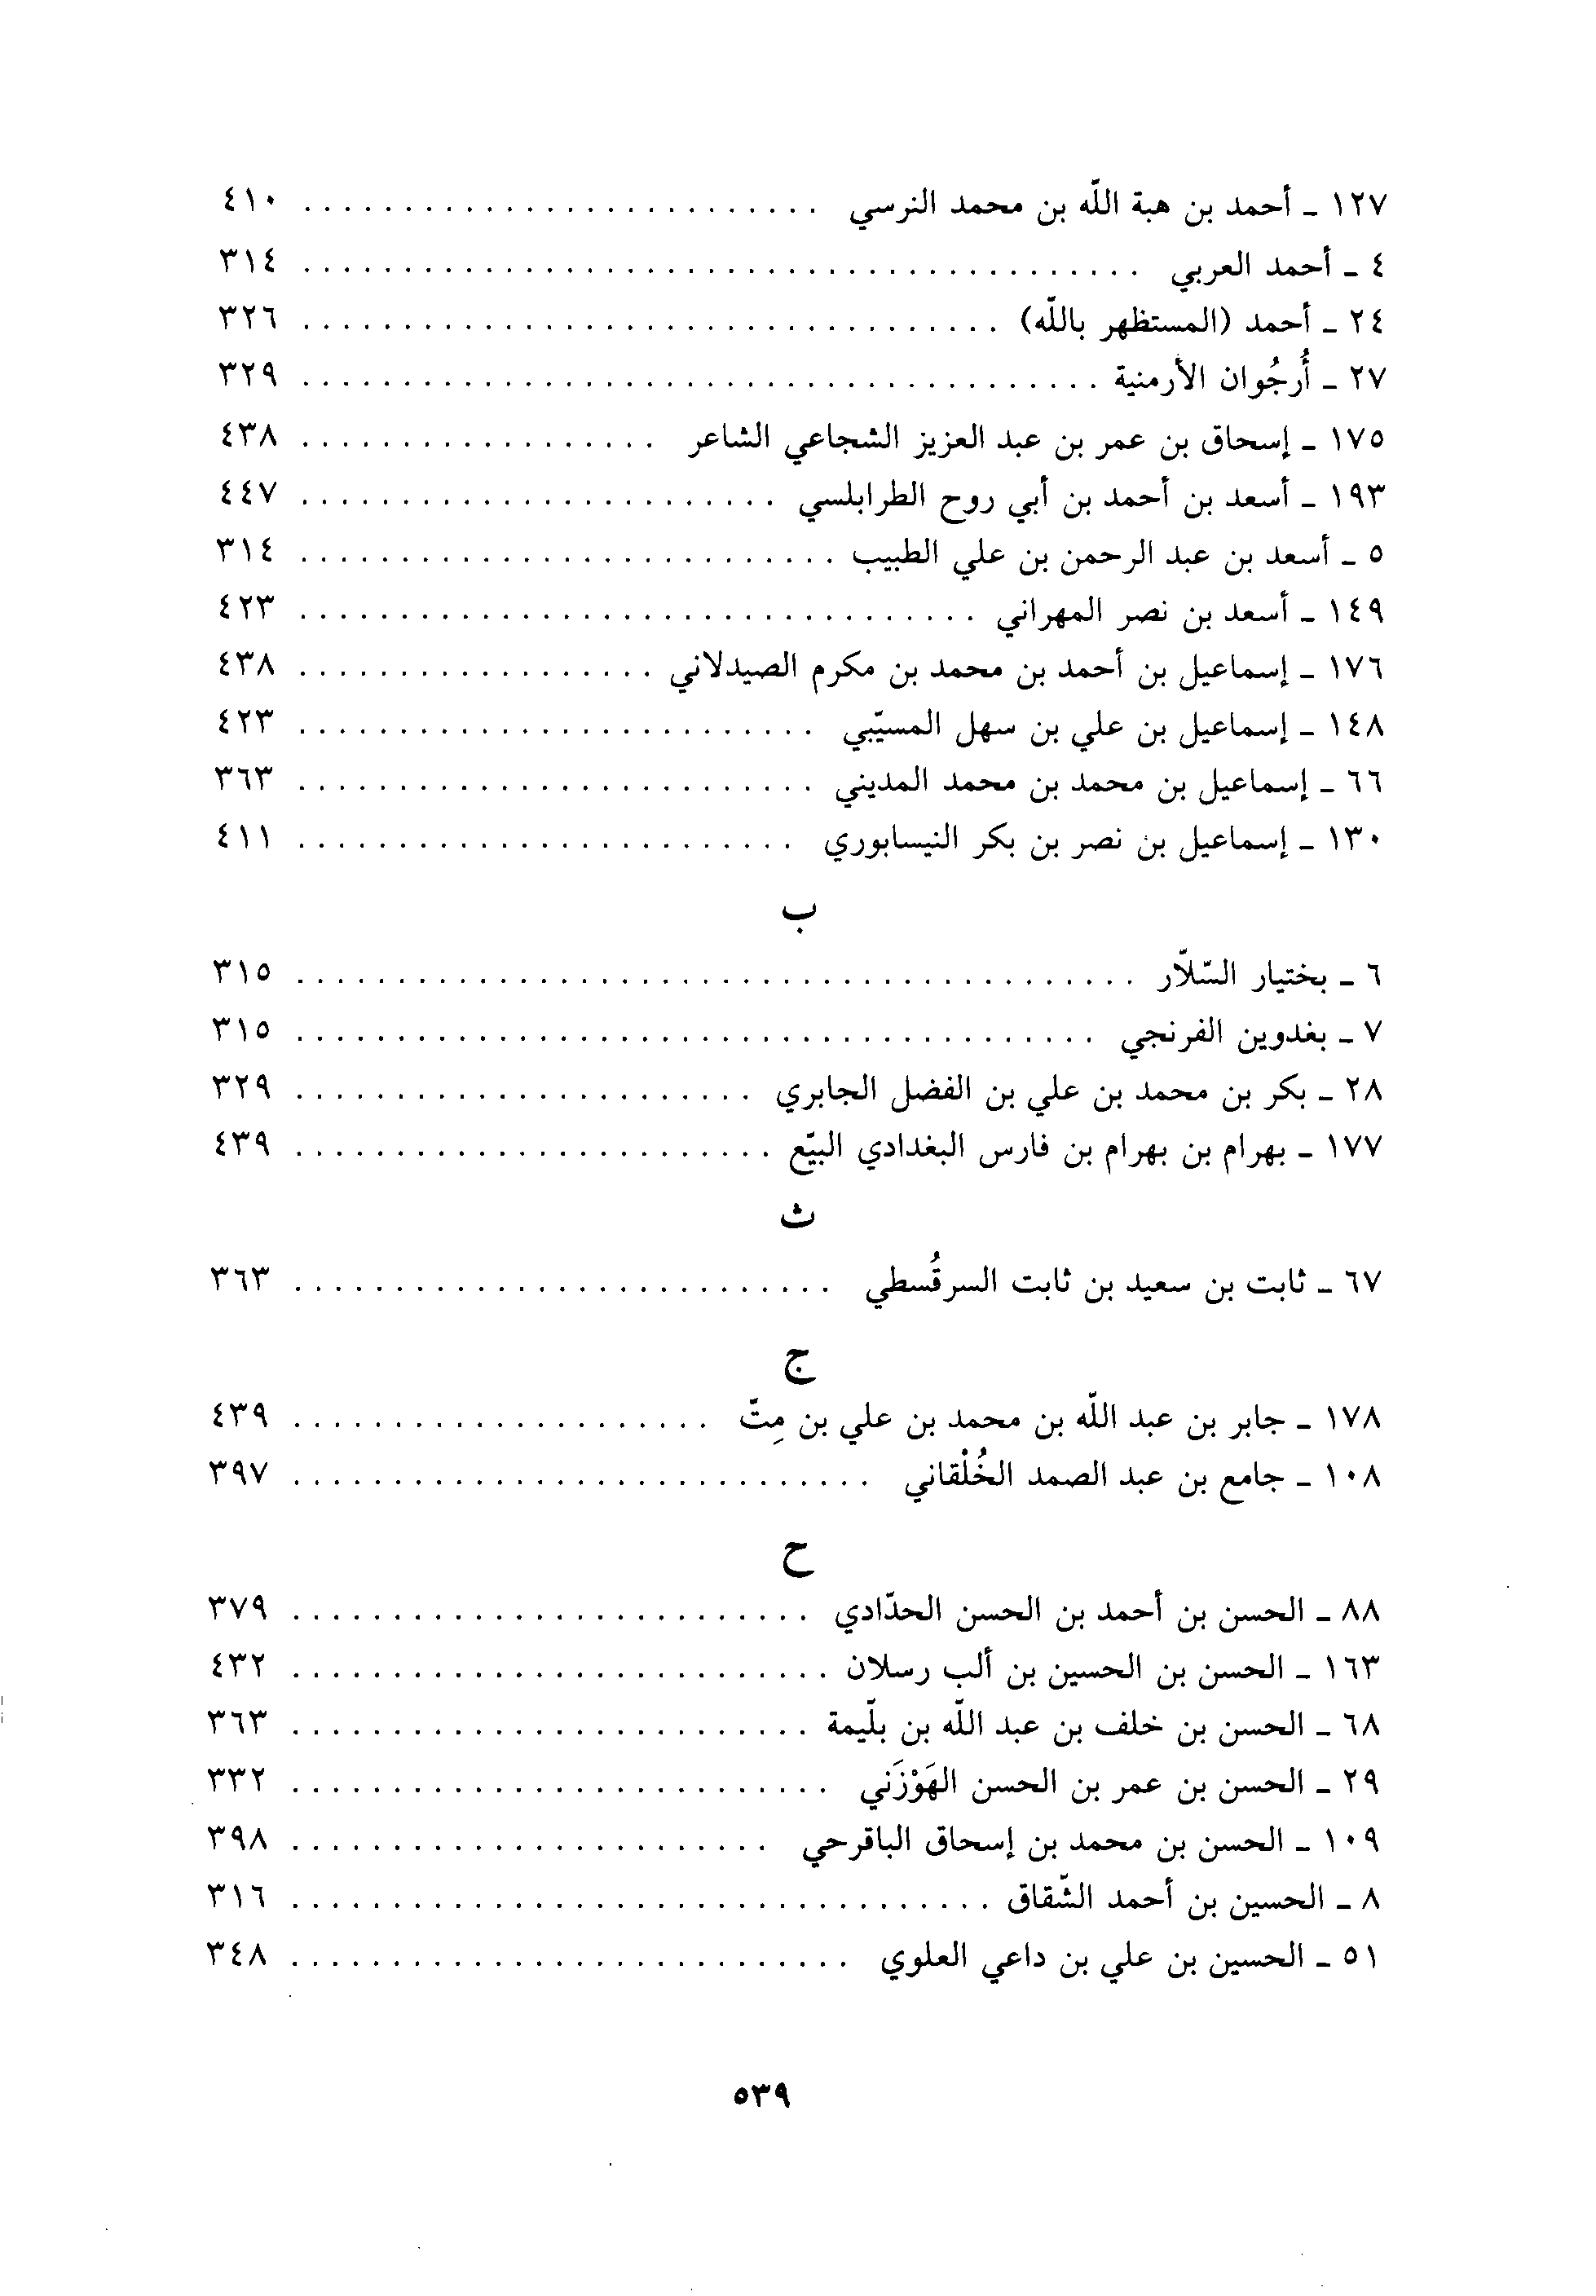 ١٢٧ ـ أحمد بن هبة اللّه بن محمد النرسي . . . . . . . . . . . . . . . . . . . . . . . . . . ٤١٠
٤ ـ أحمد العربي . . . . . . . . . . . . . . . . . . . . . . . . . . . . . . . . . . . . . . . . . . ٣١٤
٢٤ ـ أحمد (المستظهر باللّه) . . . . . . . . . . . . . . . . . . . . . . . . . . . . . . . . . . . ٣٢٦
٢٧ ـ أُرجُوان الأرمنية . . . . . . . . . . . . . . . . . . . . . . . . . . . . . . . . . . . . . . . . ٣٢٩
١٧٥ ـ إسحاق بن عمر بن عبد العزيز الشجاعي الشاعر . . . . . . . . . . . . . . . . . . ٤٣٨
١٩٣ ـ أسعد بن أحمد بن أبي روح الطرابلسي . . . . . . . . . . . . . . . . . . . . . . . . ٤٤٧
٥ ـ أسعد بن عبد الرحمن بن علي الطبيب . . . . . . . . . . . . . . . . . . . . . . . . . . . ٣١٤
١٤٩ ـ أسعد بن نصر المهراني . . . . . . . . . . . . . . . . . . . . . . . . . . . . . . . . . . ٤٢٣
١٧٦ ـ إسماعيل بن أحمد بن محمد بن مكرم الصيدلاني . . . . . . . . . . . . . . . . . . ٤٣٨
١٤٨ ـ إسماعيل بن علي بن سهل المسيّبي . . . . . . . . . . . . . . . . . . . . . . . . . . ٤٢٣
٦٦ ـ إسماعيل بن محمد بن محمد المديني . . . . . . . . . . . . . . . . . . . . . . . . . . ٣٦٣
١٣٠ ـ إسماعيل بن نصر بن بكر النيسابوري . . . . . . . . . . . . . . . . . . . . . . . . . ٤١١
ب
٦ ـ بختيار السّلاّر . . . . . . . . . . . . . . . . . . . . . . . . . . . . . . . . . . . . . . . . . . ٣١٥
٧ ـ بغدوين الفرنجي . . . . . . . . . . . . . . . . . . . . . . . . . . . . . . . . . . . . . . . . ٣١٥
٢٨ ـ بكر بن محمد بن علي بن الفضل الجابري . . . . . . . . . . . . . . . . . . . . . . . ٣٢٩
١٧٧ ـ بهرام بن بهرام بن فارس البغدادي البيّع . . . . . . . . . . . . . . . . . . . . . . . . ٤٣٩
ث
٦٧ ـ ثابت بن سعيد بن ثابت السرقُسطي . . . . . . . . . . . . . . . . . . . . . . . . . . . ٣٦٣
ج
١٧٨ ـ جابر بن عبد اللّه بن محمد بن علي بن مِتّ . . . . . . . . . . . . . . . . . . . . . ٤٣٩
١٠٨ ـ جامع بن عبد الصمد الخُلْقاني . . . . . . . . . . . . . . . . . . . . . . . . . . . . . ٣٩٧
ح
٨٨ ـ الحسن بن أحمد بن الحسن الحدّادي . . . . . . . . . . . . . . . . . . . . . . . . . . ٣٧٩
١٦٣ ـ الحسن بن الحسين بن ألب رسلان . . . . . . . . . . . . . . . . . . . . . . . . . . . ٤٣٢
٦٨ ـ الحسن بن خلف بن عبد اللّه بن بلّيمة . . . . . . . . . . . . . . . . . . . . . . . . . . ٣٦٣
٢٩ ـ الحسن بن عمر بن الحسن الهَوْزَني . . . . . . . . . . . . . . . . . . . . . . . . . . . ٣٣٢
١٠٩ ـ الحسن بن محمد بن إسحاق الباقرحي . . . . . . . . . . . . . . . . . . . . . . . . ٣٩٨
٨ ـ الحسين بن أحمد الشّقاق . . . . . . . . . . . . . . . . . . . . . . . . . . . . . . . . . . . ٣١٦
٥١ ـ الحسين بن علي بن داعي العلوي . . . . . . . . . . . . . . . . . . . . . . . . . . . . ٣٤٨
٥٣٩